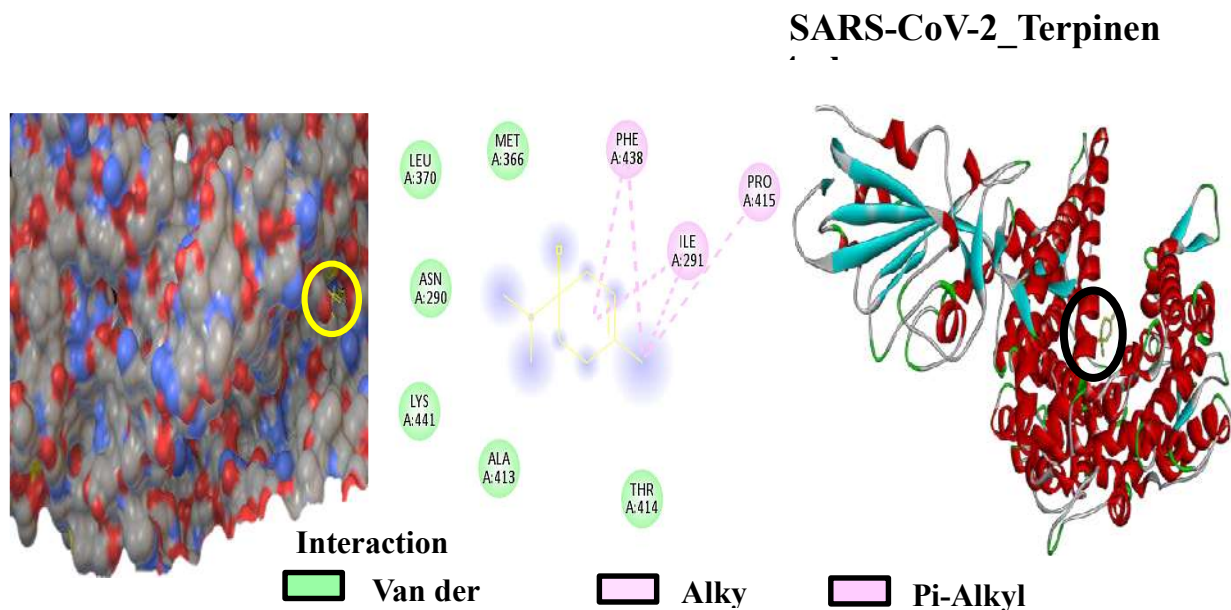 SARS-CoV-2_Terpinen
LEU
A:370
MET
A:366
PHE
A:438
PRO
A:415
ILE
A:291
ASN
A:290
LYS
A:441
ALA
A:413
THR
A:414
O
Interaction
Van der
Alky
Pi-Alkyl